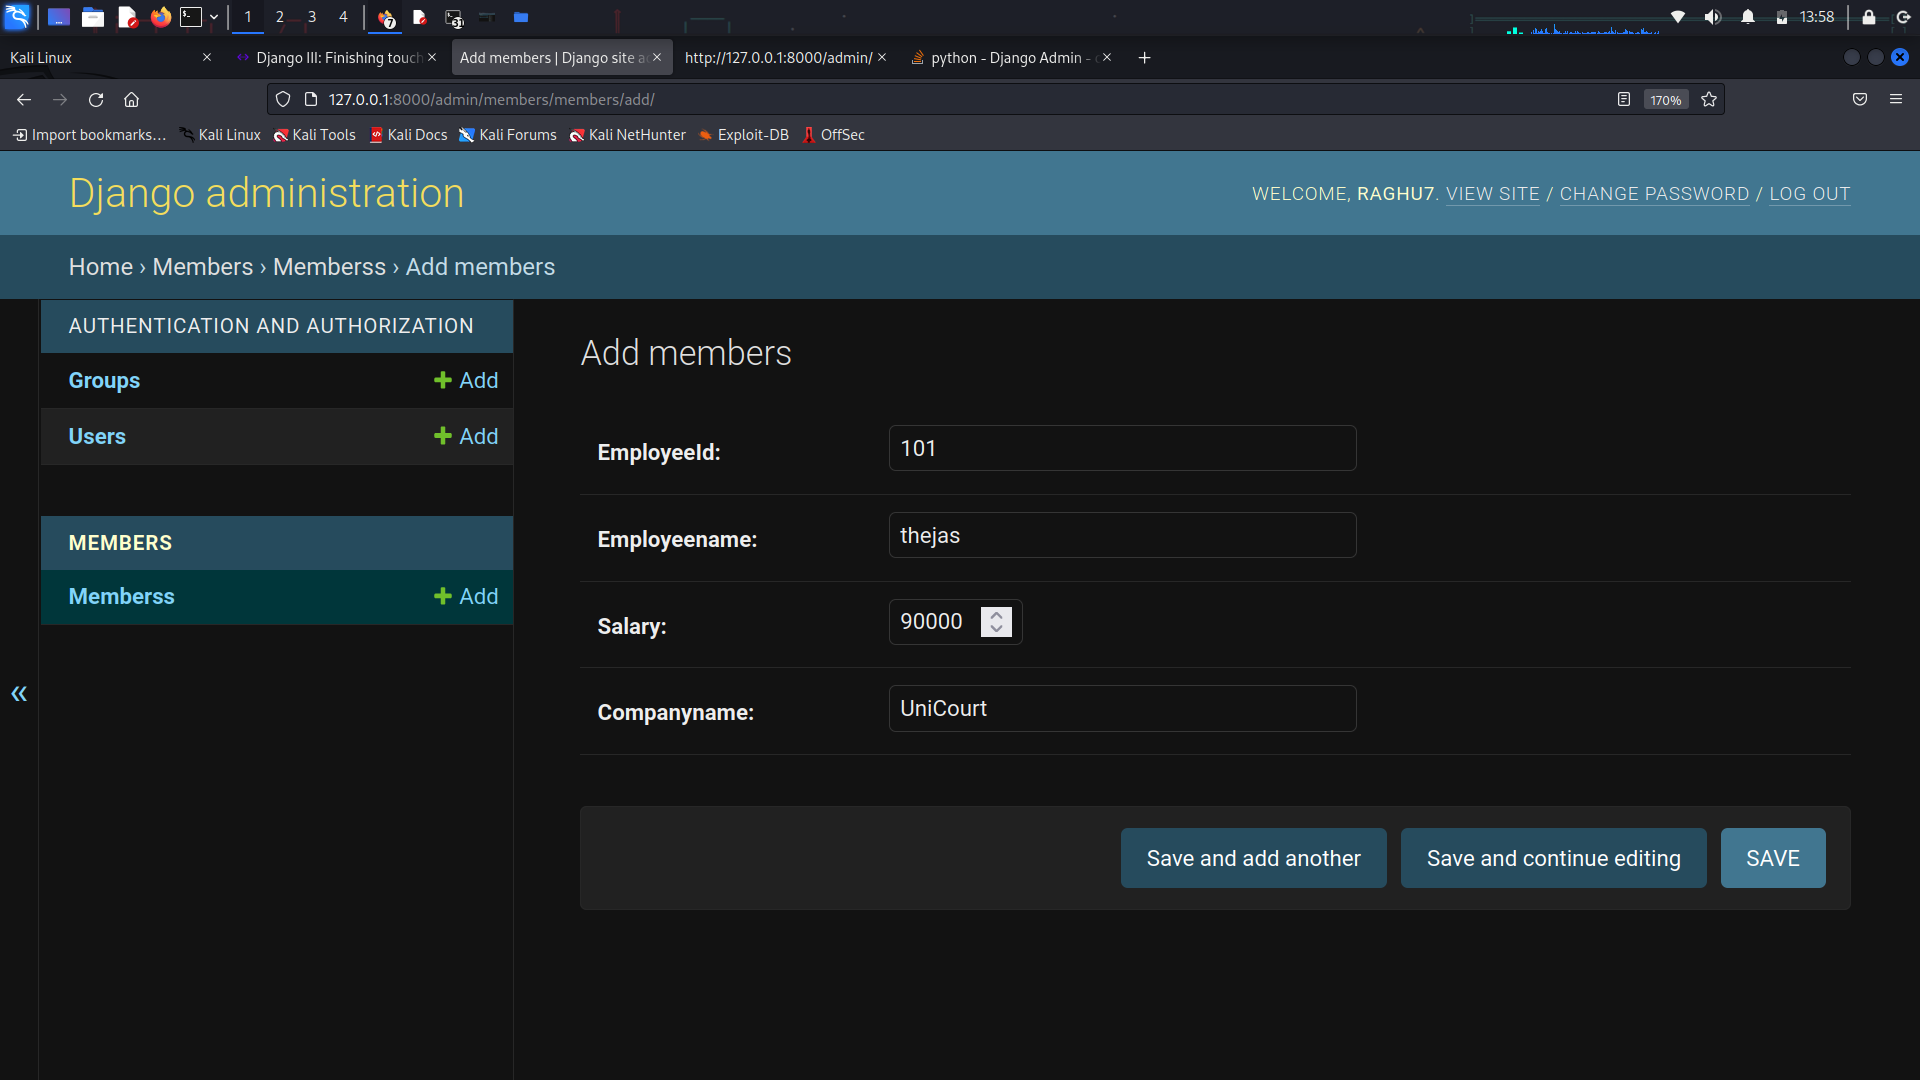 1 2 3 4 7 31 13:58
Kali Linux Django III: Finishing touch Add members | Django site a http://127.0.0.1:8000/admin/ python - Django Admin -
127.0.0.1:8000/admin/members/members/add/ 170%
Import bookmarks... Kali Linux Kali Tools Kali Docs Kali Forums Kali NetHunter Exploit-DB OffSec
Django administration
WELCOME, RAGHU7. VIEW SITE / CHANGE PASSWORD / LOG OUT
Home › Members › Memberss › Add members
AUTHENTICATION AND AUTHORIZATION
Groups + Add
Users + Add
MEMBERS
Memberss + Add
«
Add members
EmployeeId: 101
Employeename: thejas
Salary: 90000
Companyname: UniCourt
Save and add another Save and continue editing SAVE